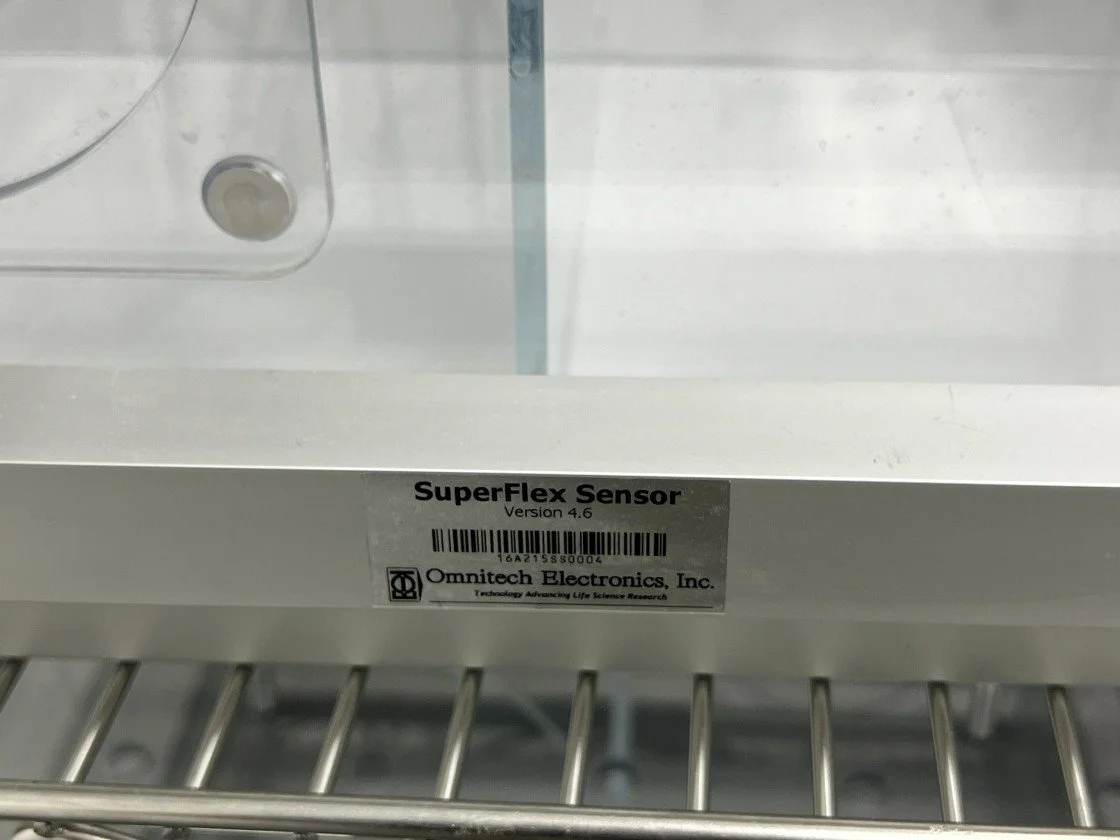 SuperFlex Sensor
Version 4.6
16A215SS0004
Omnitech Electronics, Inc.
Technology Advancing Life Science Research